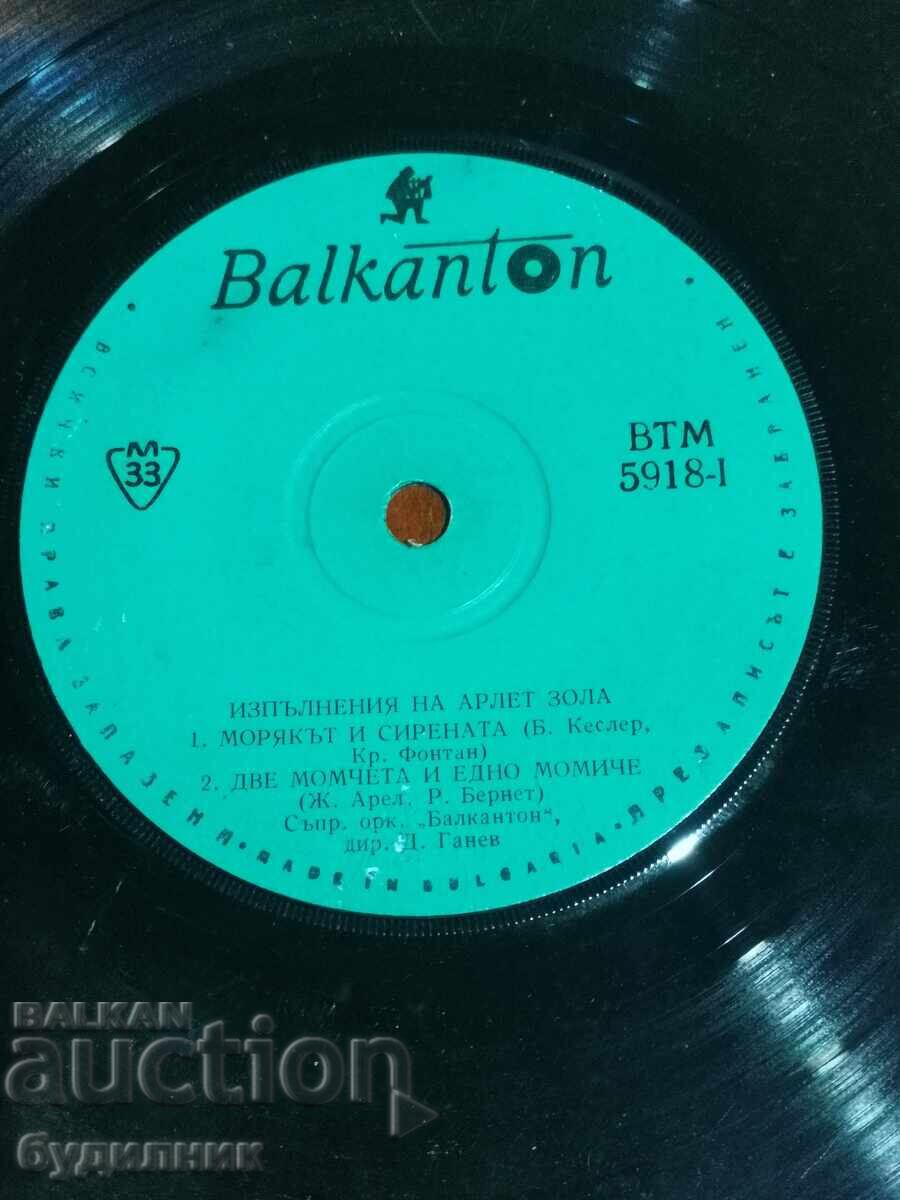 Balkanton
М
33
ВТМ
5918-I
ИЗПЪЛНЕНИЯ НА АРЛЕТ ЗОЛА
1. МОРЯКЪТ И СИРЕНАТА (Б. Кеслер,
Кр. Фонтан)
2. ДВЕ МОМЧЕТА И ЕДНО МОМИЧЕ
(Ж. Арел, Р. Бернет)
Съпр. орк. „Балкантон“,
дир. Д. Ганев
• ВСИЧКИ ПРАВА ЗАПАЗЕНИ • MADE IN BULGARIA • ПРЕЗАПИСЪТ Е ЗАБРАНЕН •
BALKAN
auction
будилник